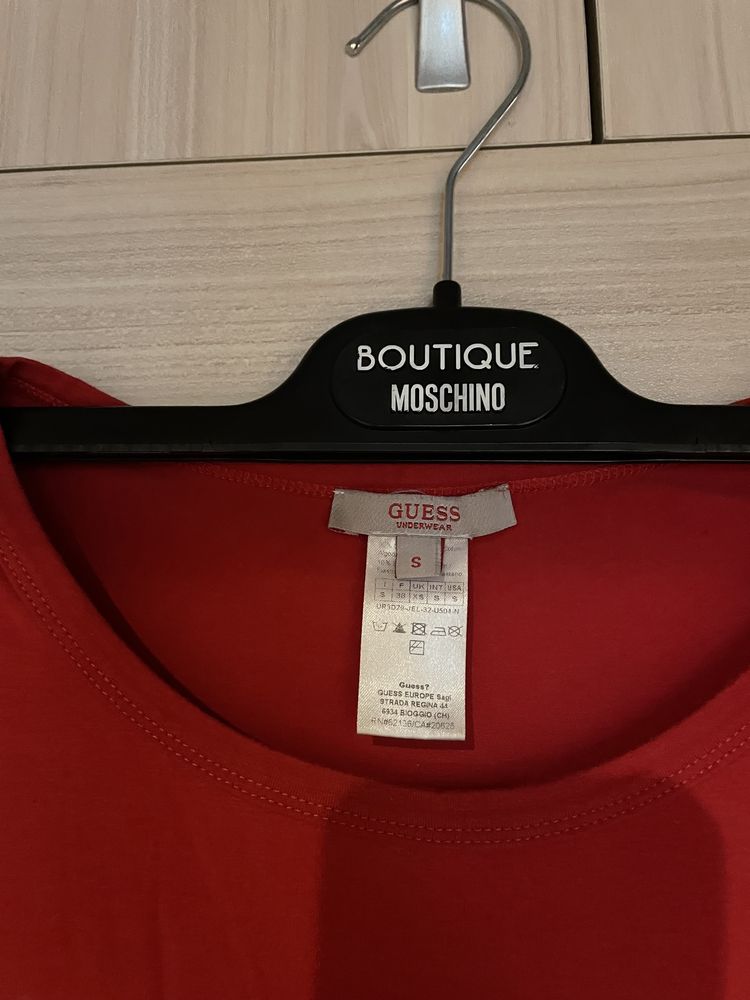 BOUTIQUE
MOSCHINO
GUESS
UNDERWEAR
S
I F UK INT USA
S 38 XS S S
Guess?
GUESS EUROPE Sagl
STRADA REGINA 44
6934 BIOGGIO (CH)